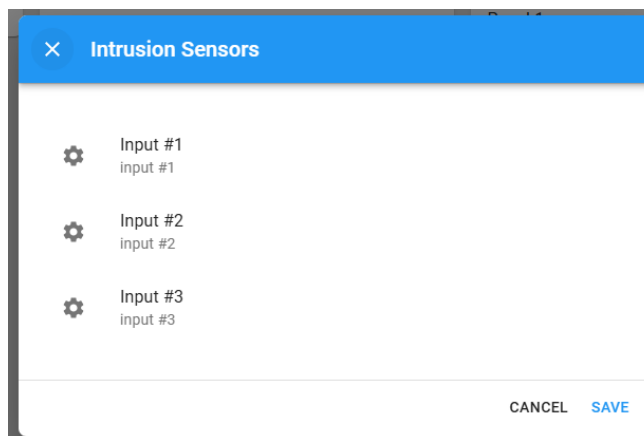 Intrusion Sensors
Input #1
input #1
Input #2
input #2
Input #3
input #3
CANCEL SAVE